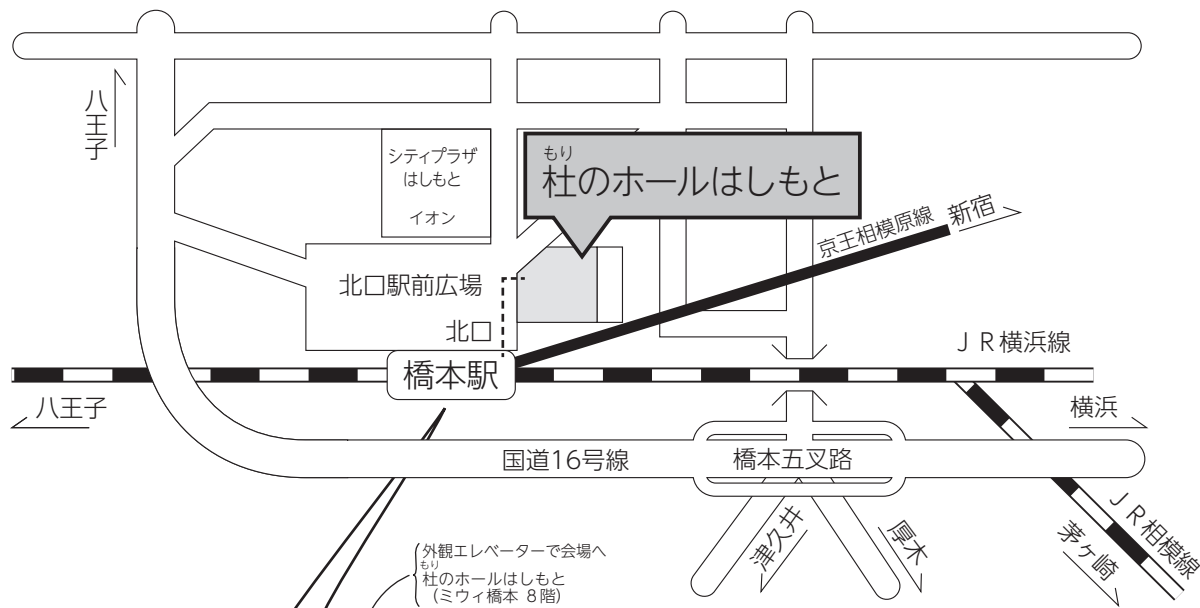 八王子
シティプラザ
はしもと
イオン
もり
杜のホールはしもと
京王相模原線
新宿
北口駅前広場
北口
橋本駅
JR横浜線
八王子
横浜
国道16号線
橋本五叉路
津久井
厚木
茅ヶ崎
JR相模線
外観エレベーターで会場へ
もり
杜のホールはしもと
(ミウィ橋本 8階)